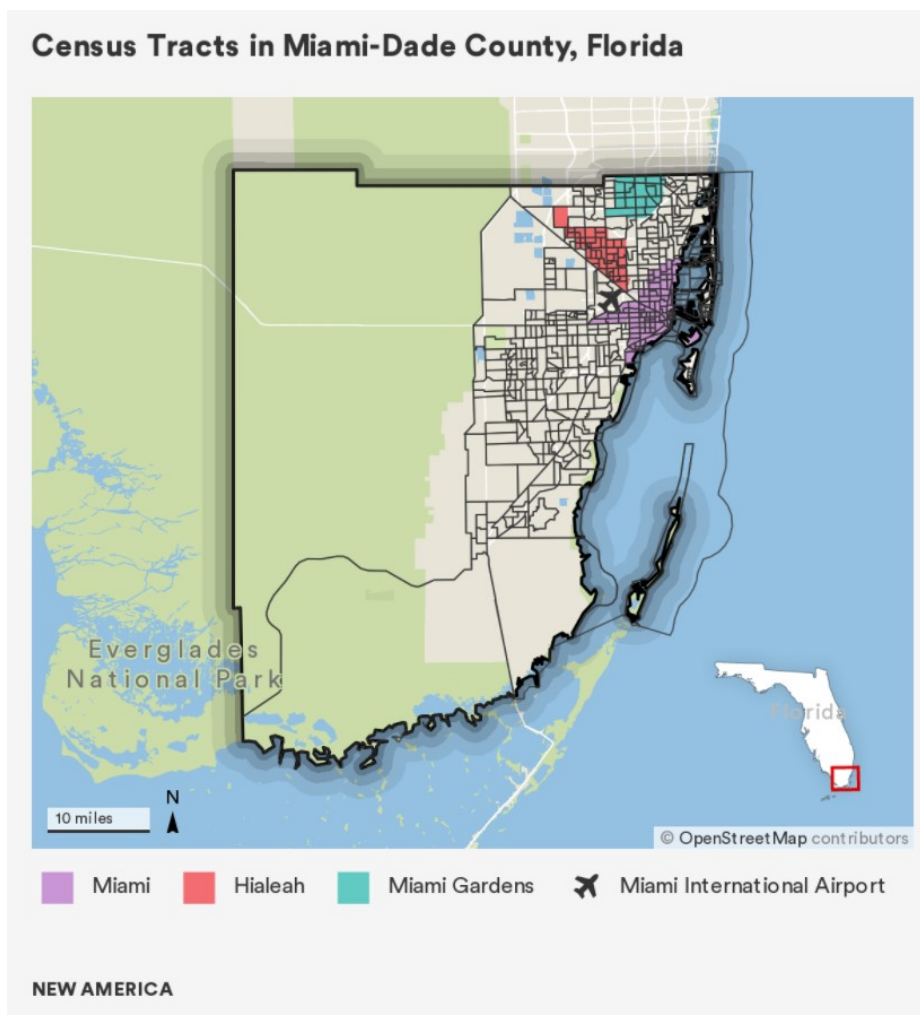 Census Tracts in Miami-Dade County, Florida
Everglades
National Park
Florida
N
10 miles
© OpenStreetMap contributors
Miami
Hialeah
Miami Gardens
Miami International Airport
NEW AMERICA